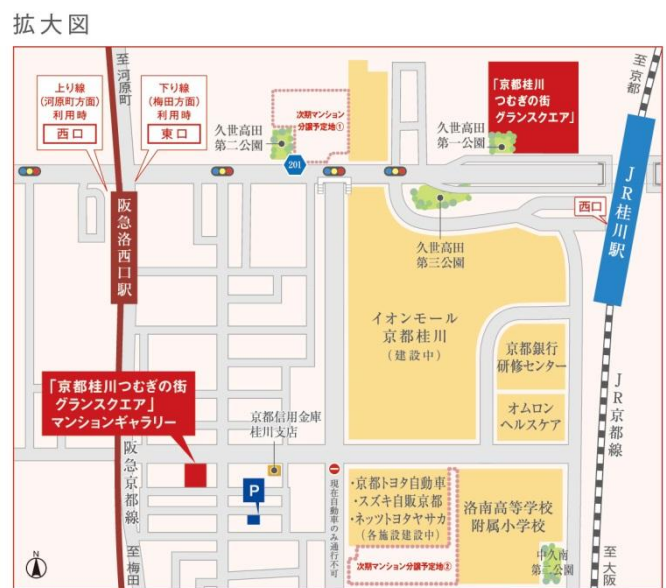 拡大図
至河原町
上り線
(河原町方面)
利用時
西口
下り線
(梅田方面)
利用時
東口
次期マンション
分譲予定地①
久世高田
第二公園
201
「京都桂川
つむぎの街
グランスクエア」
久世高田
第一公園
至京都
JR桂川駅
西口
阪急洛西口駅
久世高田
第三公園
イオンモール
京都桂川
(建設中)
京都銀行
研修センター
オムロン
ヘルスケア
JR京都線
「京都桂川つむぎの街
グランスクエア」
マンションギャラリー
京都信用金庫
桂川支店
P
阪急京都線
至梅田
現在自動車のみ通行不可
・京都トヨタ自動車
・スズキ自販京都
・ネッツトヨタヤサカ
(各施設建設中)
次期マンション分譲予定地②
洛南高等学校
附属小学校
中久南
第二公園
至大阪
N